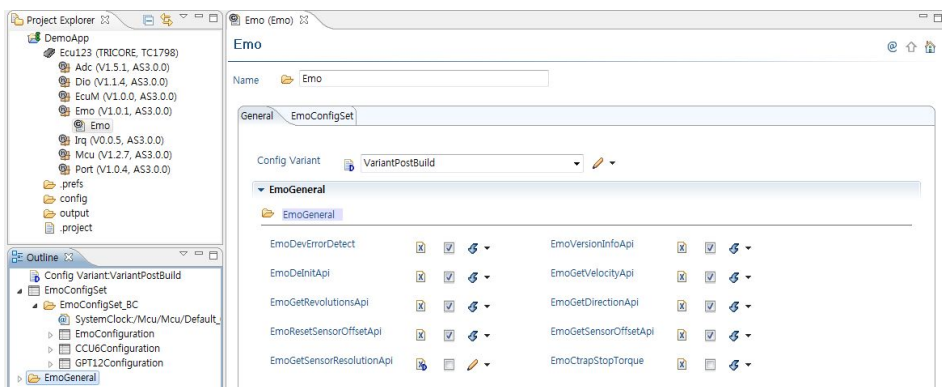 Project Explorer
DemoApp
Ecu123 (TRICORE, TC1798)
Adc (V1.5.1, AS3.0.0)
Dio (V1.1.4, AS3.0.0)
EcuM (V1.0.0, AS3.0.0)
Emo (V1.0.1, AS3.0.0)
Emo
Irq (V0.0.5, AS3.0.0)
Mcu (V1.2.7, AS3.0.0)
Port (V1.0.4, AS3.0.0)
.prefs
config
output
.project
Outline
Config Variant:VariantPostBuild
EmoConfigSet
EmoConfigSet_BC
SystemClock:/Mcu/Mcu/Default_
EmoConfiguration
CCU6Configuration
GPT12Configuration
EmoGeneral
Emo (Emo)
Emo
Name Emo
General EmoConfigSet
Config Variant VariantPostBuild
EmoGeneral
EmoGeneral
EmoDevErrorDetect EmoVersionInfoApi
EmoDeInitApi EmoGetVelocityApi
EmoGetRevolutionsApi EmoGetDirectionApi
EmoResetSensorOffsetApi EmoGetSensorOffsetApi
EmoGetSensorResolutionApi EmoCtrapStopTorque